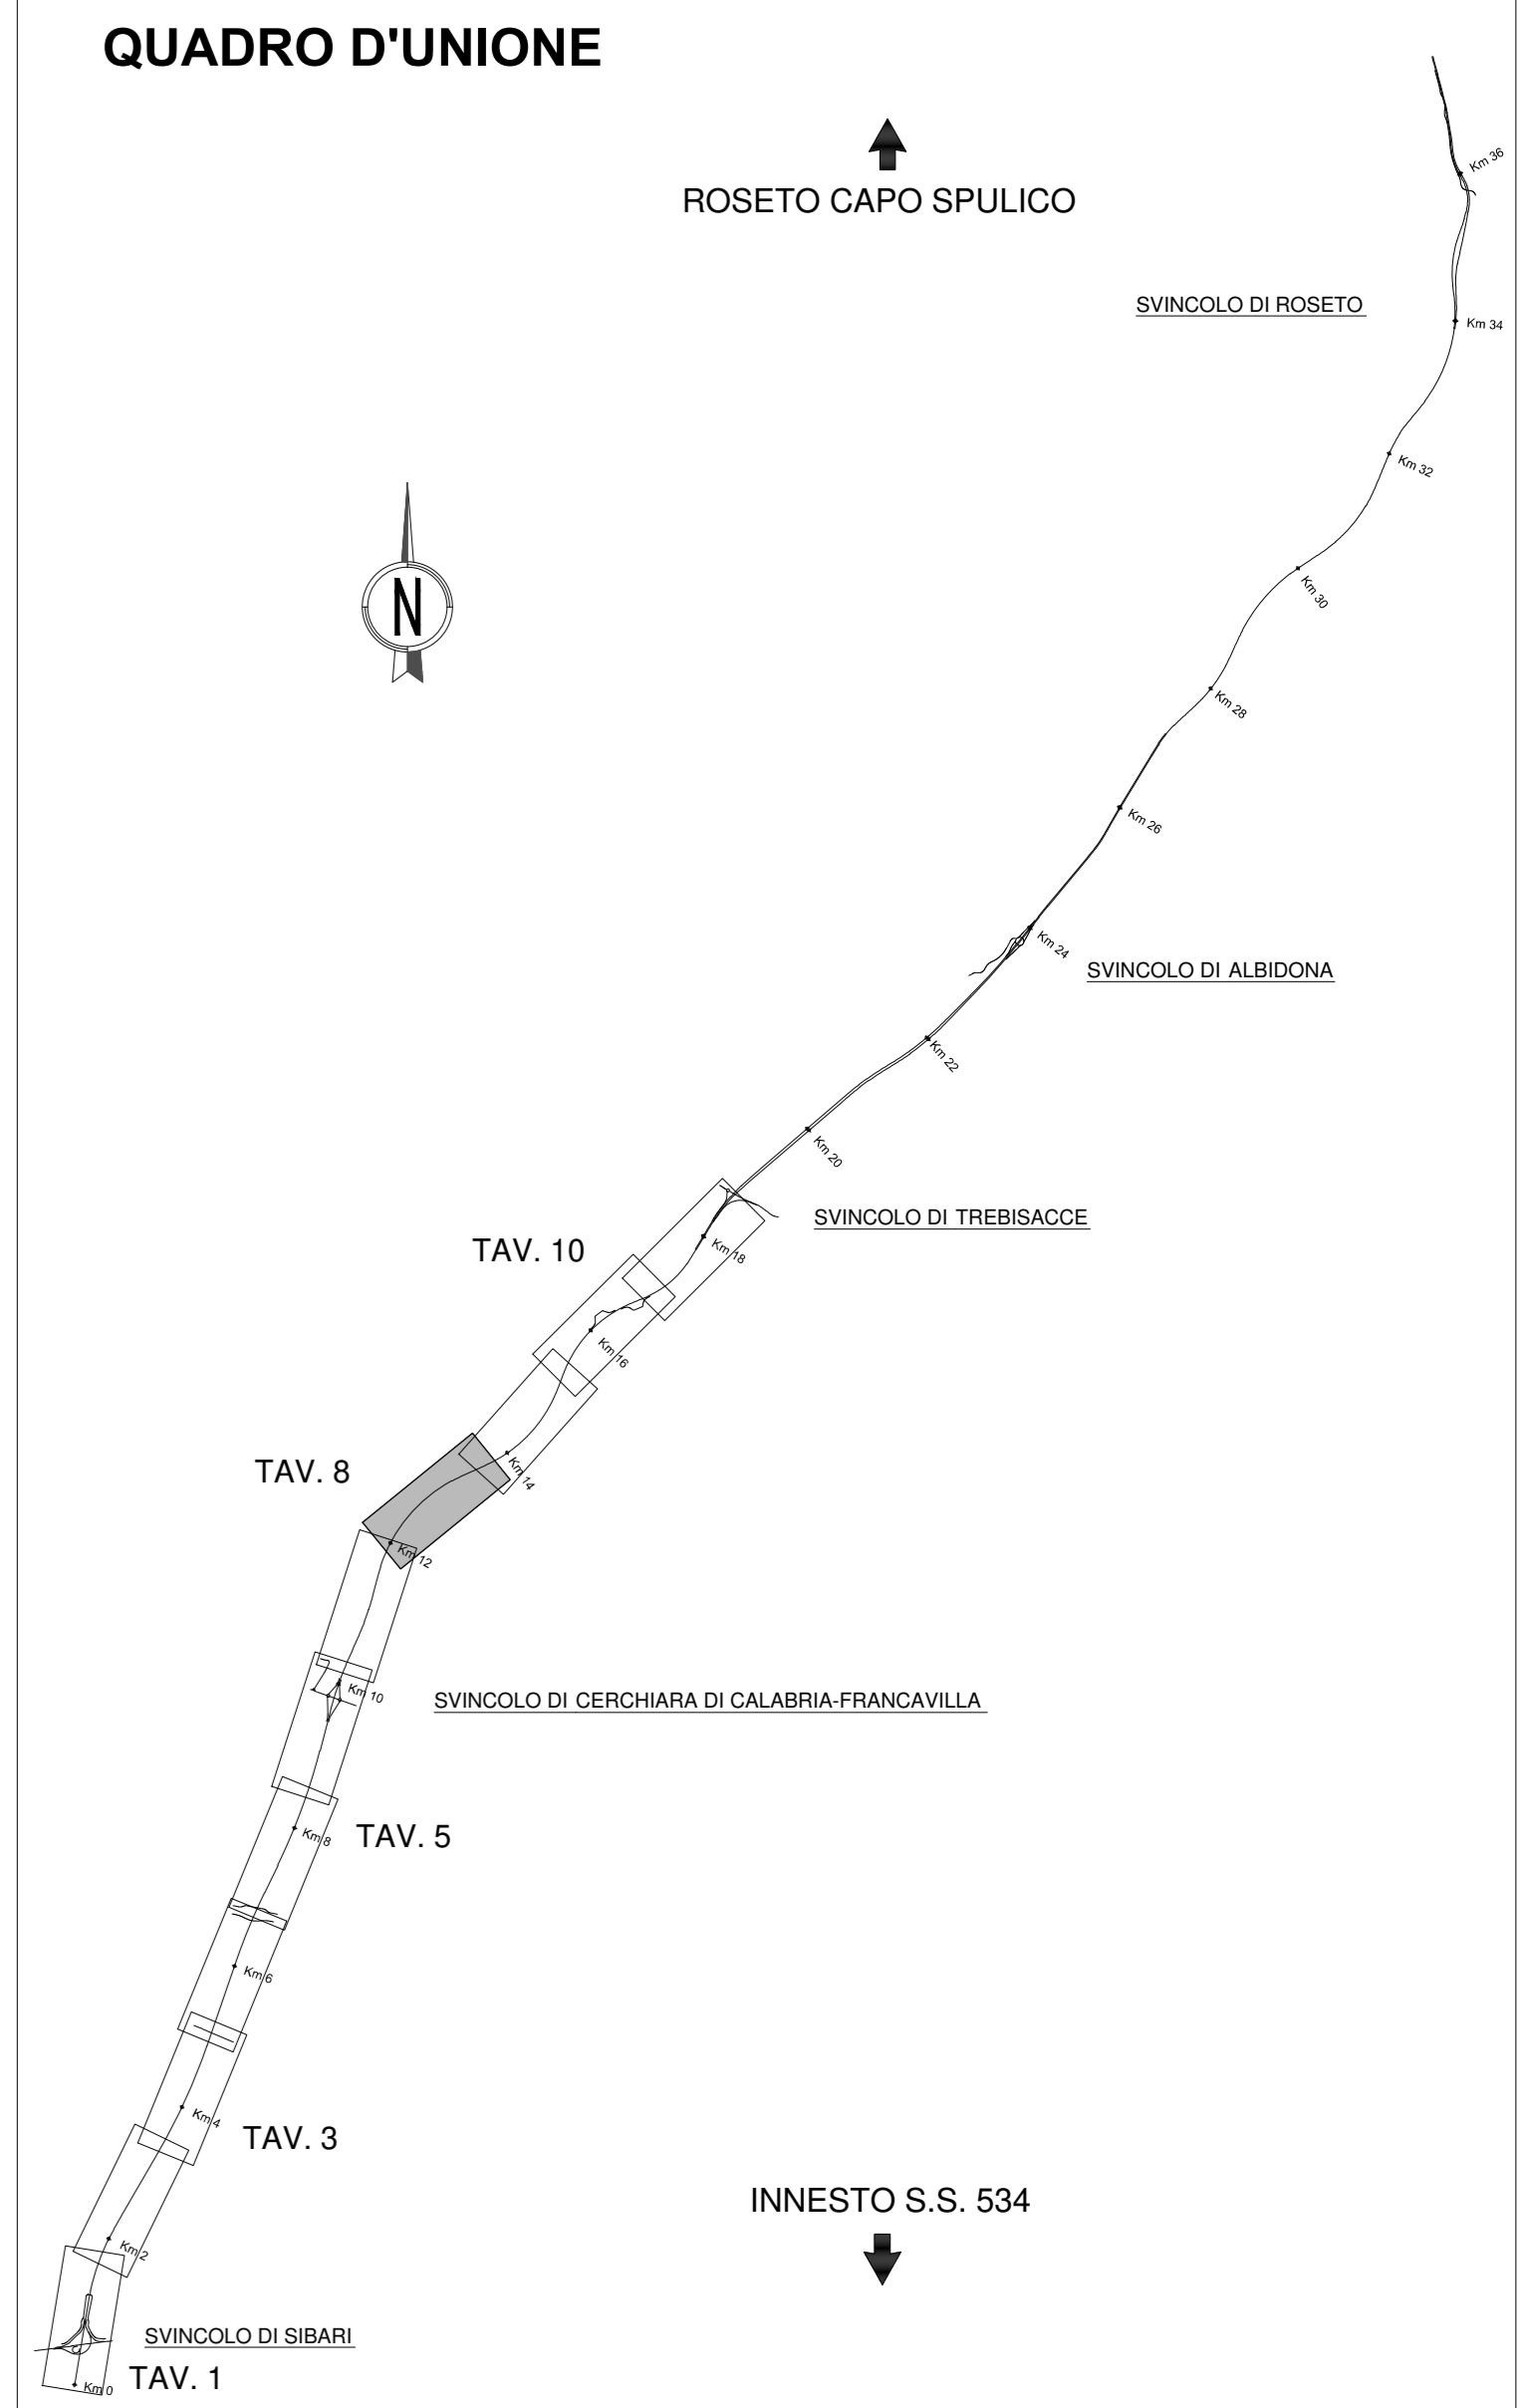 QUADRO D'UNIONE
ROSETO CAPO SPULICO
Km 36
SVINCOLO DI ROSETO
Km 34
Km 32
N
Km 30
Km 28
Km 26
Km 24
SVINCOLO DI ALBIDONA
Km 22
Km 20
SVINCOLO DI TREBISACCE
TAV. 10
Km 18
Km 16
TAV. 8
Km 14
Km 12
Km 10
SVINCOLO DI CERCHIARA DI CALABRIA-FRANCAVILLA
Km 8
TAV. 5
Km 6
Km 4
TAV. 3
INNESTO S.S. 534
Km 2
SVINCOLO DI SIBARI
Km 0
TAV. 1